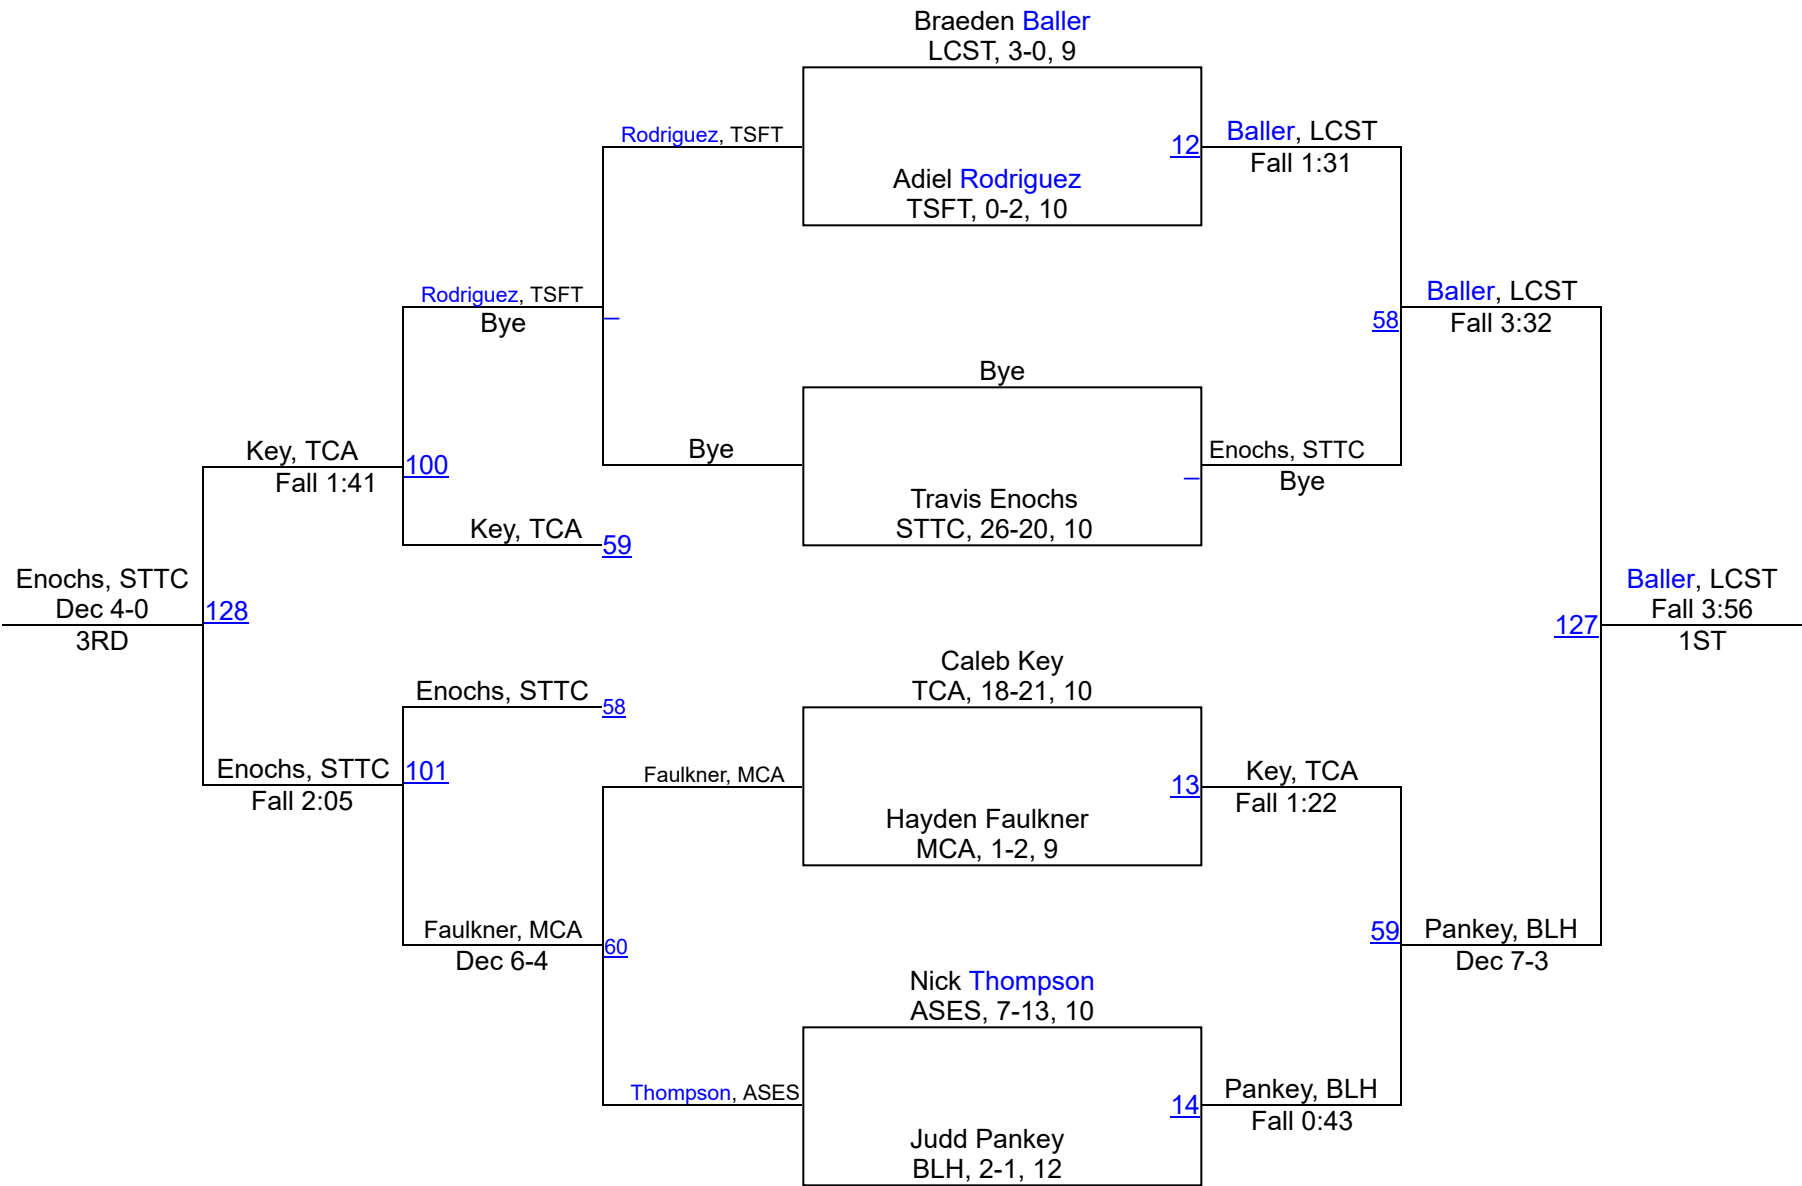 Braeden Baller
LCST, 3-0, 9
Rodriguez, TSFT
12
Baller, LCST
Fall 1:31
Adiel Rodriguez
TSFT, 0-2, 10
Rodriguez, TSFT
Bye
Baller, LCST
58
Fall 3:32
Bye
Key, TCA
Fall 1:41
100
Bye
Enochs, STTC
Bye
Travis Enochs
STTC, 26-20, 10
Key, TCA
59
Enochs, STTC
Dec 4-0
3RD
128
Baller, LCST
Fall 3:56
1ST
127
Caleb Key
TCA, 18-21, 10
Enochs, STTC
58
Enochs, STTC
Fall 2:05
101
Faulkner, MCA
13
Key, TCA
Fall 1:22
Hayden Faulkner
MCA, 1-2, 9
Faulkner, MCA
Dec 6-4
60
59
Pankey, BLH
Dec 7-3
Nick Thompson
ASES, 7-13, 10
Thompson, ASES
14
Pankey, BLH
Fall 0:43
Judd Pankey
BLH, 2-1, 12